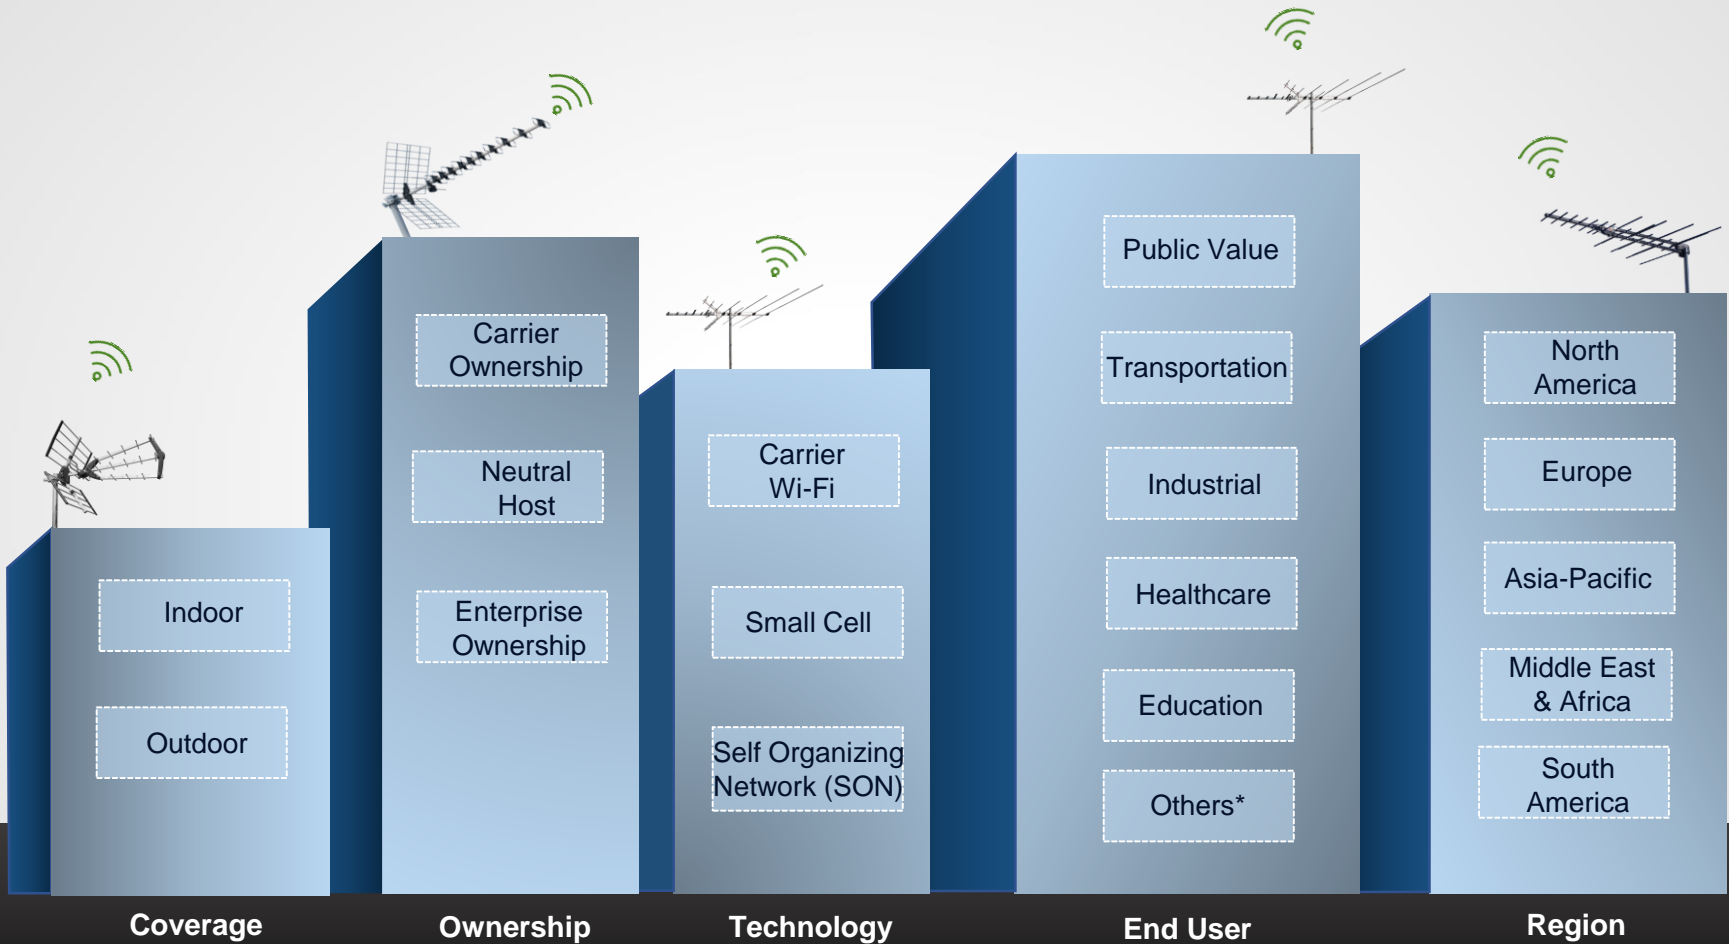 Indoor
Outdoor
Coverage
Carrier
Ownership
Neutral
Host
Enterprise
Ownership
Ownership
Carrier
Wi-Fi
Small Cell
Self Organizing
Network (SON)
Technology
Public Value
Transportation
Industrial
Healthcare
Education
Others*
End User
North
America
Europe
Asia-Pacific
Middle East
& Africa
South
America
Region